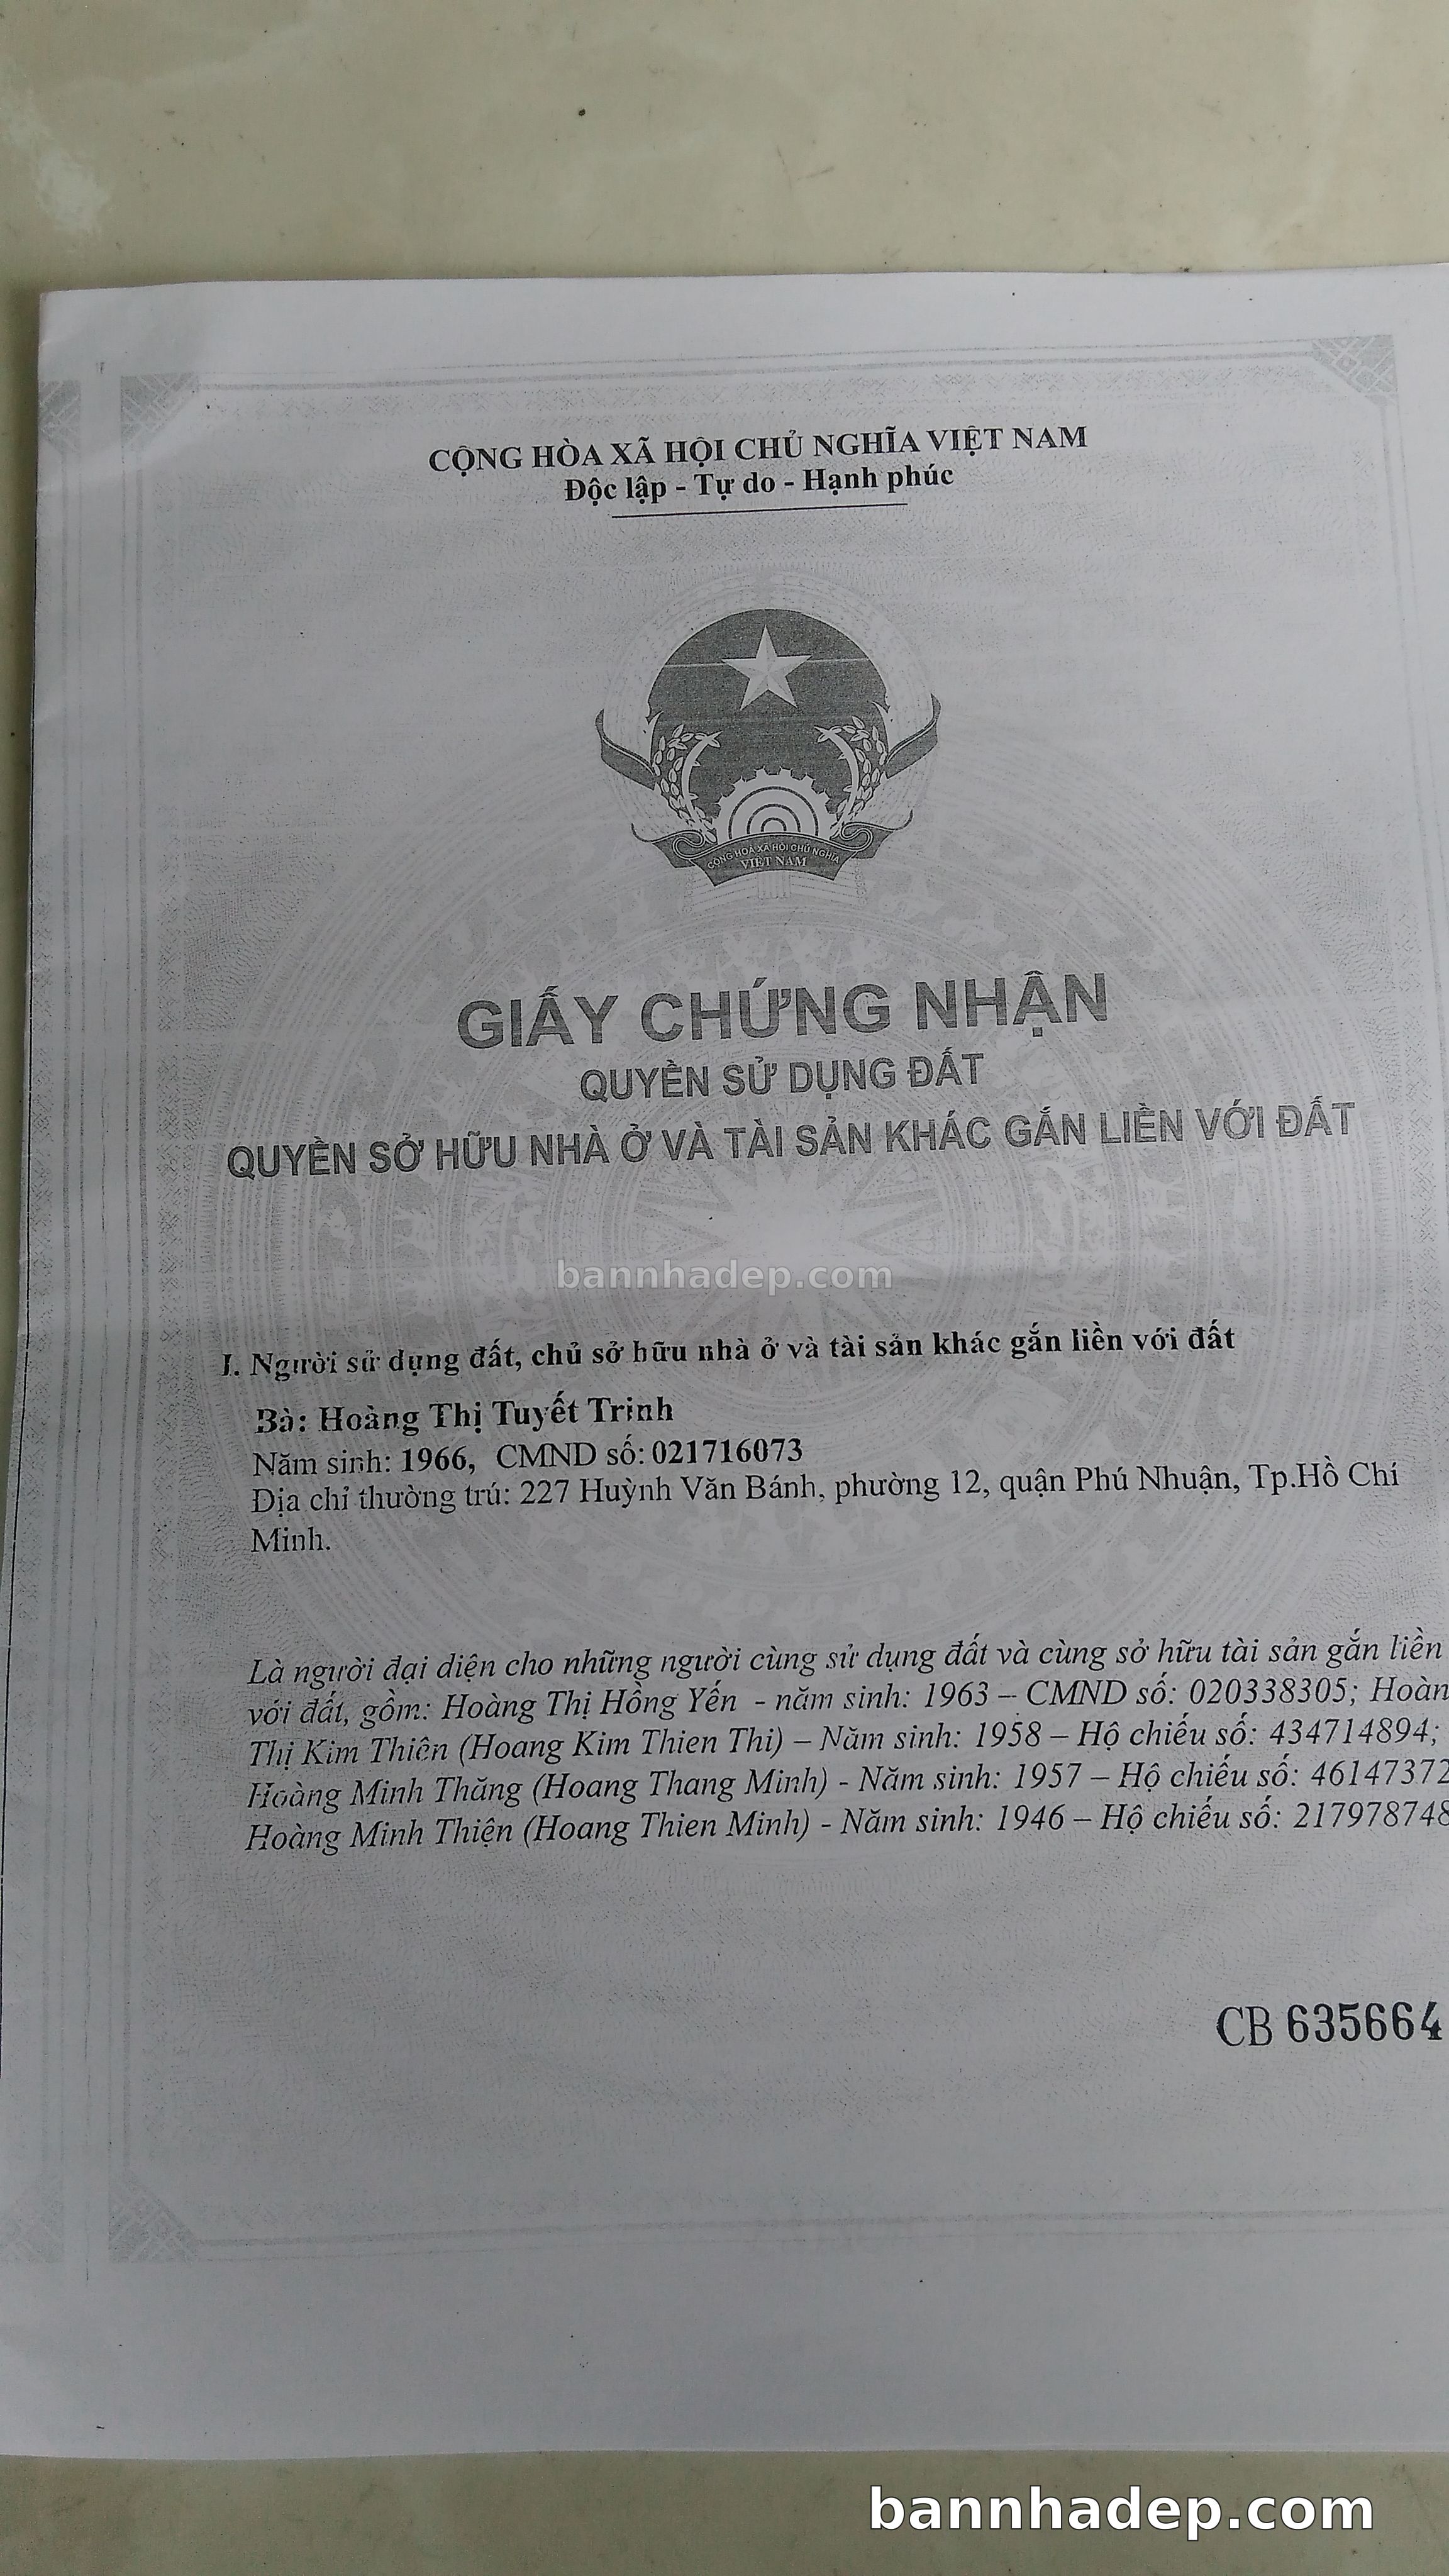 CỘNG HÒA XÃ HỘI CHỦ NGHĨA VIỆT NAM
Độc lập - Tự do - Hạnh phúc
CỘNG HOÀ XÃ HỘI CHỦ NGHĨA
VIỆT NAM
GIẤY CHỨNG NHẬN
QUYỀN SỬ DỤNG ĐẤT
QUYỀN SỞ HỮU NHÀ Ở VÀ TÀI SẢN KHÁC GẮN LIỀN VỚI ĐẤT
bannhadep.com
I. Người sử dụng đất, chủ sở hữu nhà ở và tài sản khác gắn liền với đất
Bà: Hoàng Thị Tuyết Trinh
Năm sinh: 1966, CMND số: 021716073
Địa chỉ thường trú: 227 Huỳnh Văn Bánh, phường 12, quận Phú Nhuận, Tp.Hồ Chí
Minh.
Là người đại diện cho những người cùng sử dụng đất và cùng sở hữu tài sản gắn liền
với đất, gồm: Hoàng Thị Hồng Yến - năm sinh: 1963 – CMND số: 020338305; Hoàn
Thị Kim Thiên (Hoang Kim Thien Thi) – Năm sinh: 1958 – Hộ chiếu số: 434714894;
Hoàng Minh Thăng (Hoang Thang Minh) - Năm sinh: 1957 – Hộ chiếu số: 46147372
Hoàng Minh Thiện (Hoang Thien Minh) - Năm sinh: 1946 – Hộ chiếu số: 217978748
CB 635664
bannhadep.com